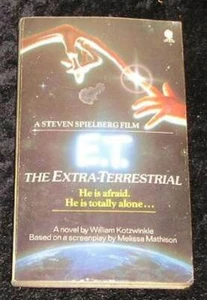 A STEVEN SPIELBERG FILM
E.T.
THE EXTRA-TERRESTRIAL
He is afraid.
He is totally alone...
A novel by William Kotzwinkle
Based on a screenplay by Melissa Mathison